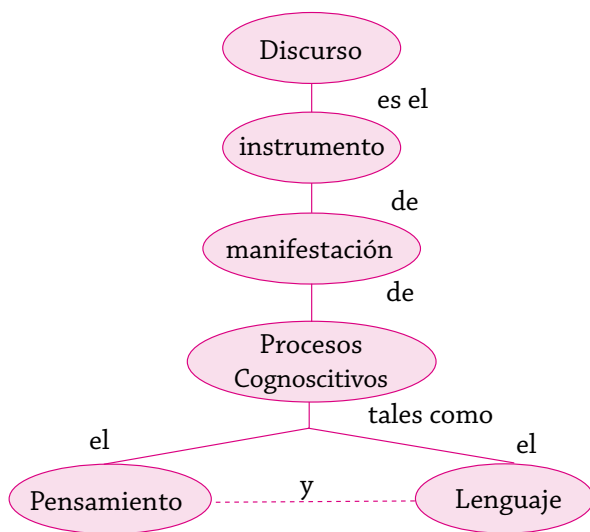 Discurso
es el
instrumento
de
manifestación
de
Procesos
Cognoscitivos
tales como
el
el
Pensamiento
y
Lenguaje